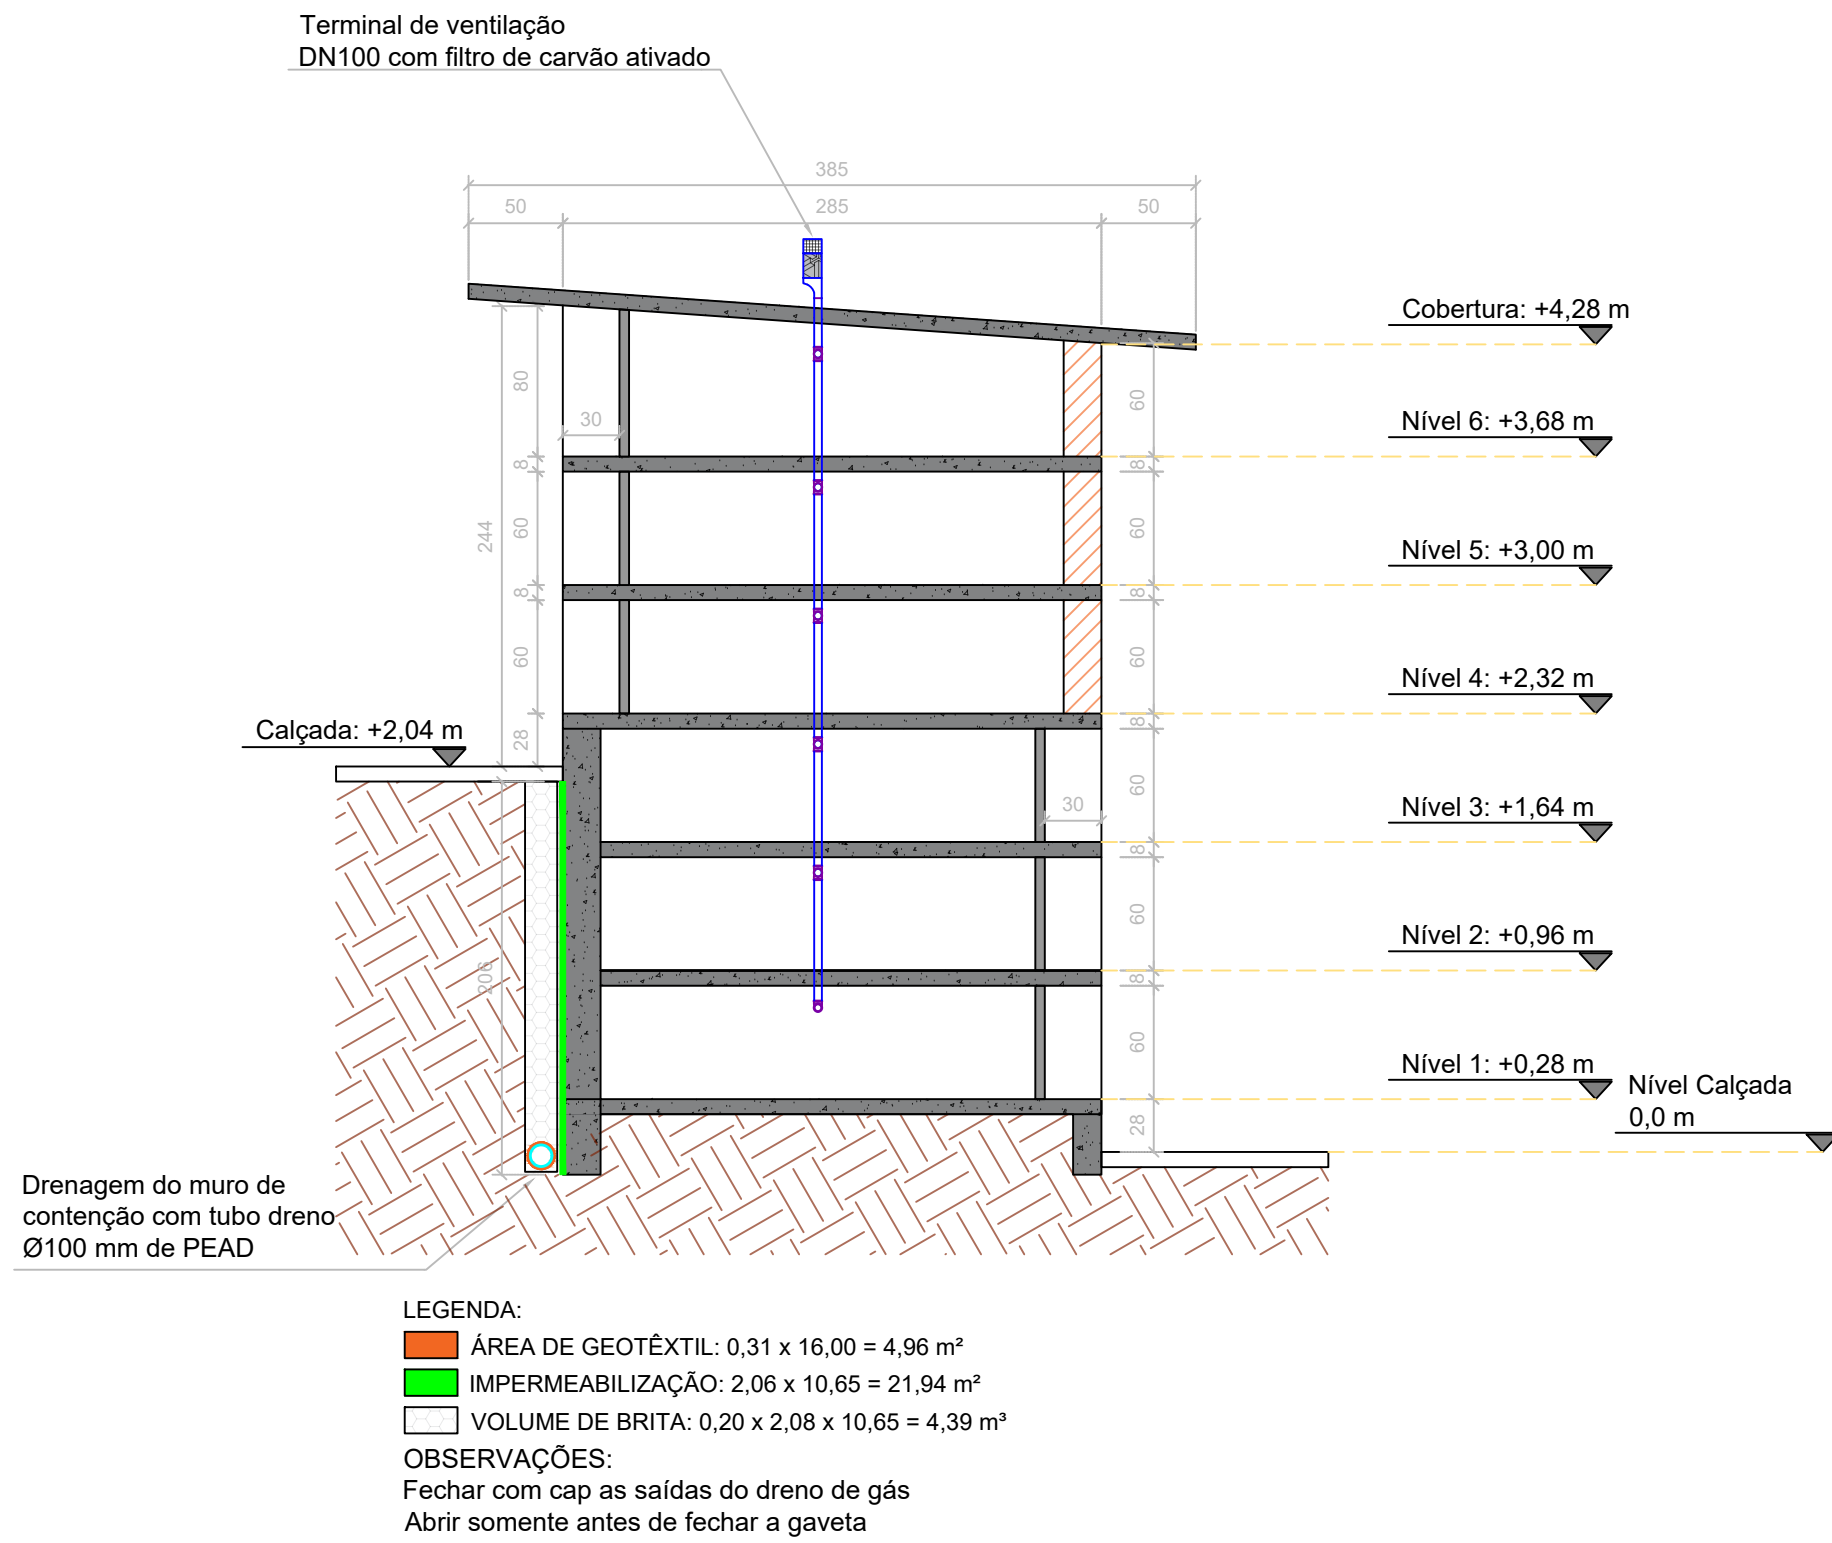 Terminal de ventilação
DN100 com filtro de carvão ativado
385
50
285
50
Cobertura: +4,28 m
80
60
30
Nível 6: +3,68 m
8
8
244
60
60
Nível 5: +3,00 m
8
8
60
60
Nível 4: +2,32 m
8
Calçada: +2,04 m
28
60
30
Nível 3: +1,64 m
8
60
Nível 2: +0,96 m
206
8
60
Nível 1: +0,28 m
Nível Calçada
0,0 m
28
Drenagem do muro de
contenção com tubo dreno
Ø100 mm de PEAD
LEGENDA:
ÁREA DE GEOTÊXTIL: 0,31 x 16,00 = 4,96 m²
IMPERMEABILIZAÇÃO: 2,06 x 10,65 = 21,94 m²
VOLUME DE BRITA: 0,20 x 2,08 x 10,65 = 4,39 m³
OBSERVAÇÕES:
Fechar com cap as saídas do dreno de gás
Abrir somente antes de fechar a gaveta